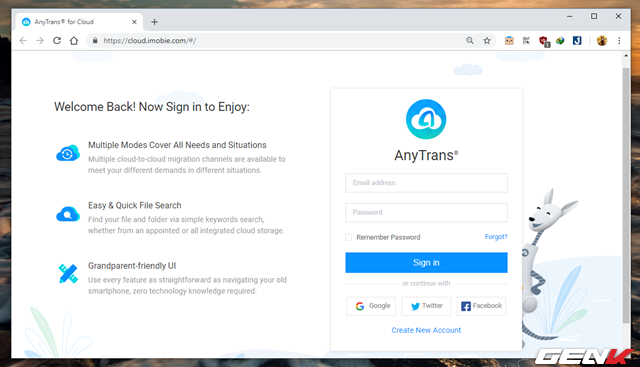 AnyTrans® for Cloud
https://cloud.imobie.com/#/
Welcome Back! Now Sign in to Enjoy:
Multiple Modes Cover All Needs and Situations
Multiple cloud-to-cloud migration channels are available to
meet your different demands in different situations.
Easy & Quick File Search
Find your file and folder via simple keywords search,
whether from an appointed or all integrated cloud storage.
Grandparent-friendly UI
Use every feature as straightforward as navigating your old
smartphone, zero technology knowledge required.
AnyTrans®
Email address
Password
Remember Password
Forgot?
Sign in
or continue with
Google
Twitter
Facebook
Create New Account
GENK